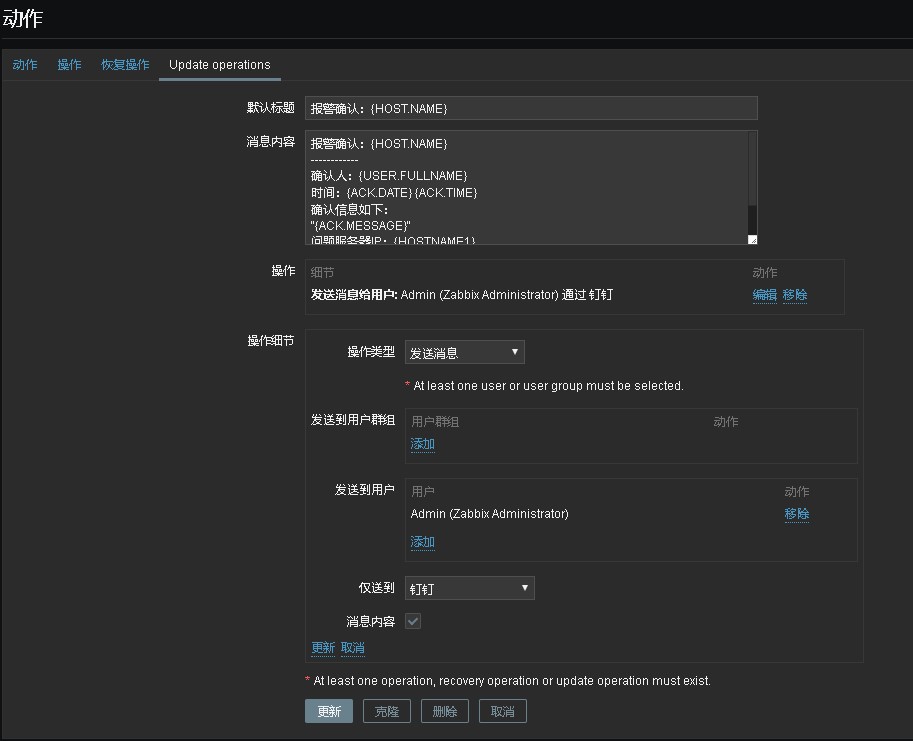 动作
动作 操作 恢复操作 Update operations
默认标题 报警确认：{HOST.NAME}
消息内容 报警确认：{HOST.NAME}
------------
确认人：{USER.FULLNAME}
时间：{ACK.DATE} {ACK.TIME}
确认信息如下：
"{ACK.MESSAGE}"
问题服务器IP：{HOSTNAME1}
操作 细节 动作
发送消息给用户: Admin (Zabbix Administrator) 通过 钉钉 编辑 移除
操作细节
操作类型 发送消息
* At least one user or user group must be selected.
发送到用户群组 用户群组 动作
添加
发送到用户 用户 动作
Admin (Zabbix Administrator) 移除
添加
仅送到 钉钉
消息内容
更新 取消
* At least one operation, recovery operation or update operation must exist.
更新 克隆 删除 取消